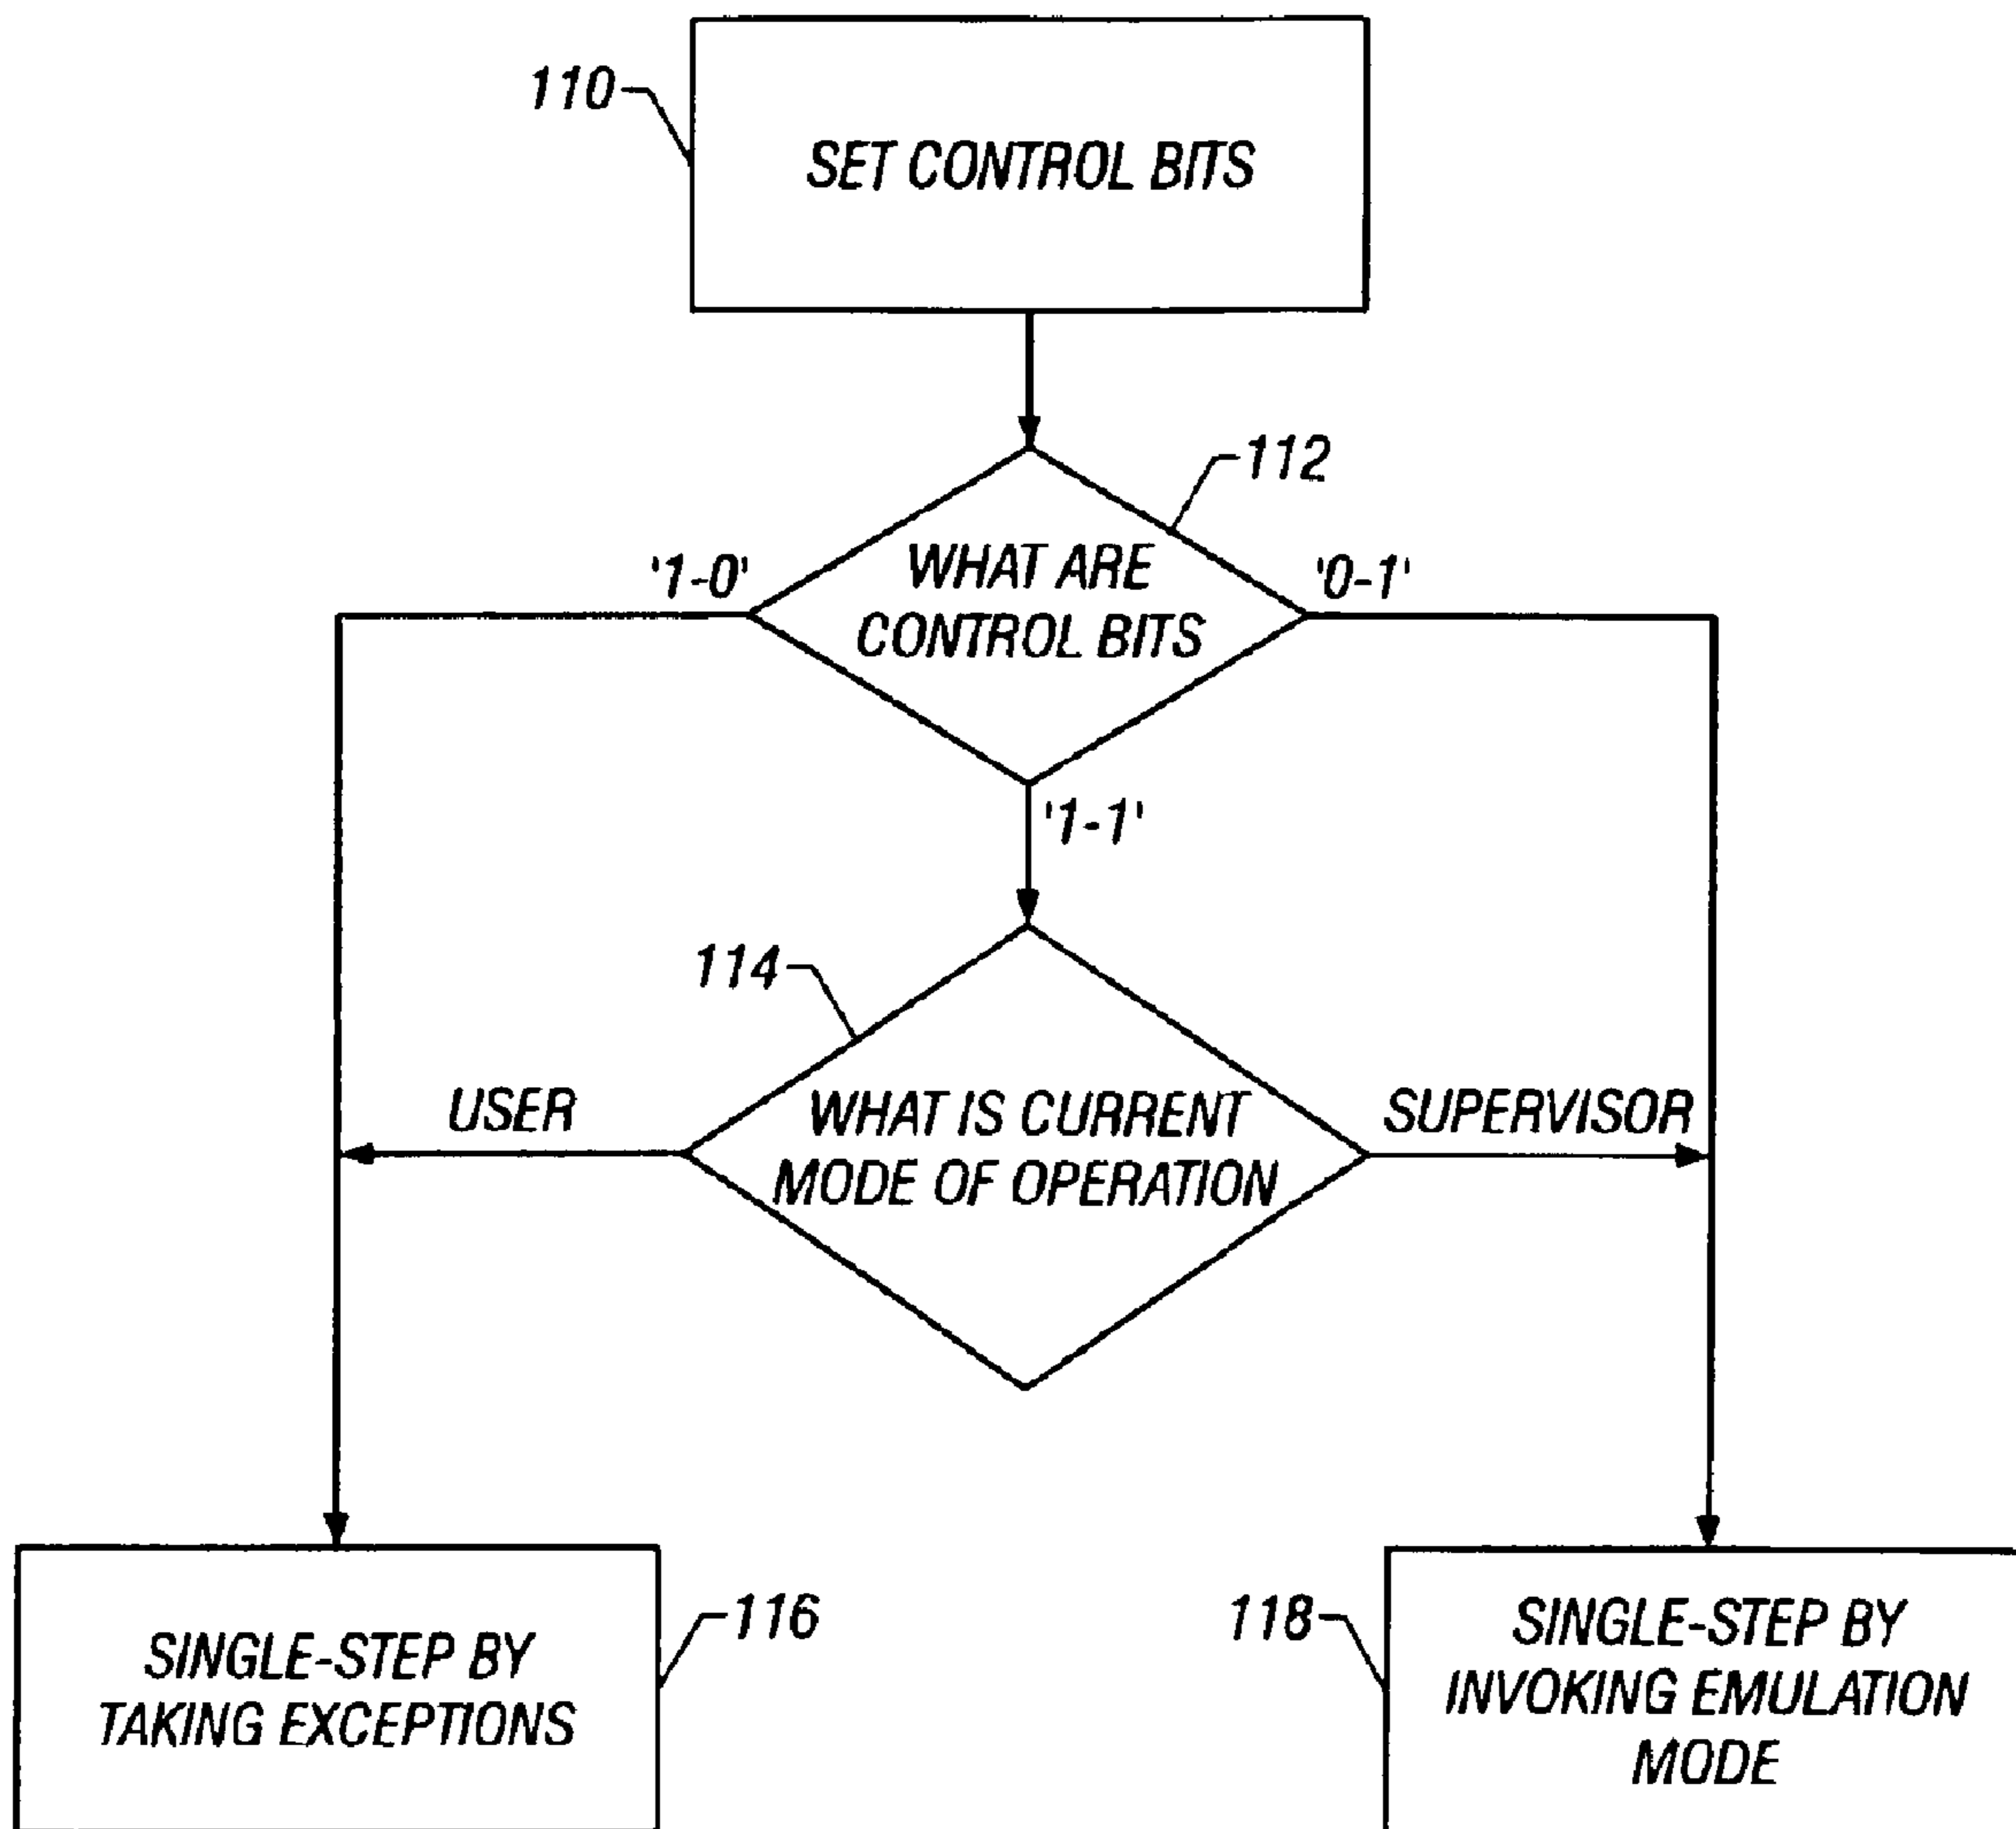 110
SET CONTROL BITS
112
'1-0'
WHAT ARE
CONTROL BITS
'0-1'
'1-1'
114
USER
WHAT IS CURRENT
MODE OF OPERATION
SUPERVISOR
SINGLE-STEP BY
TAKING EXCEPTIONS
116
118
SINGLE-STEP BY
INVOKING EMULATION
MODE